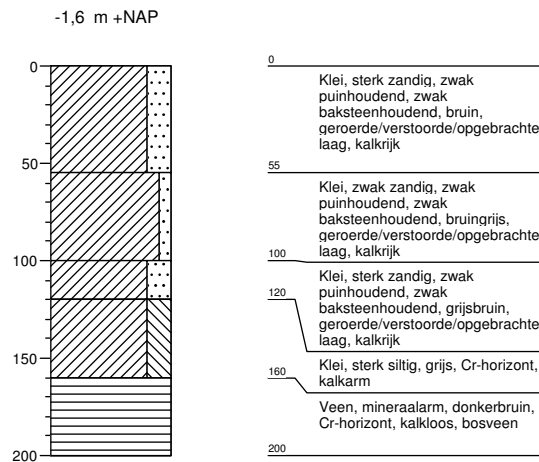 -1,6 m +NAP
0
50
100
150
200
0
Klei, sterk zandig, zwak
puinhoudend, zwak
baksteenhoudend, bruin,
geroerde/verstoorde/opgebrachte
laag, kalkrijk
55
Klei, zwak zandig, zwak
puinhoudend, zwak
baksteenhoudend, bruingrijs,
geroerde/verstoorde/opgebrachte
laag, kalkrijk
100
Klei, sterk zandig, zwak
puinhoudend, zwak
baksteenhoudend, grijsbruin,
geroerde/verstoorde/opgebrachte
laag, kalkrijk
120
Klei, sterk siltig, grijs, Cr-horizont,
kalkarm
160
Veen, mineraalarm, donkerbruin,
Cr-horizont, kalkloos, bosveen
200